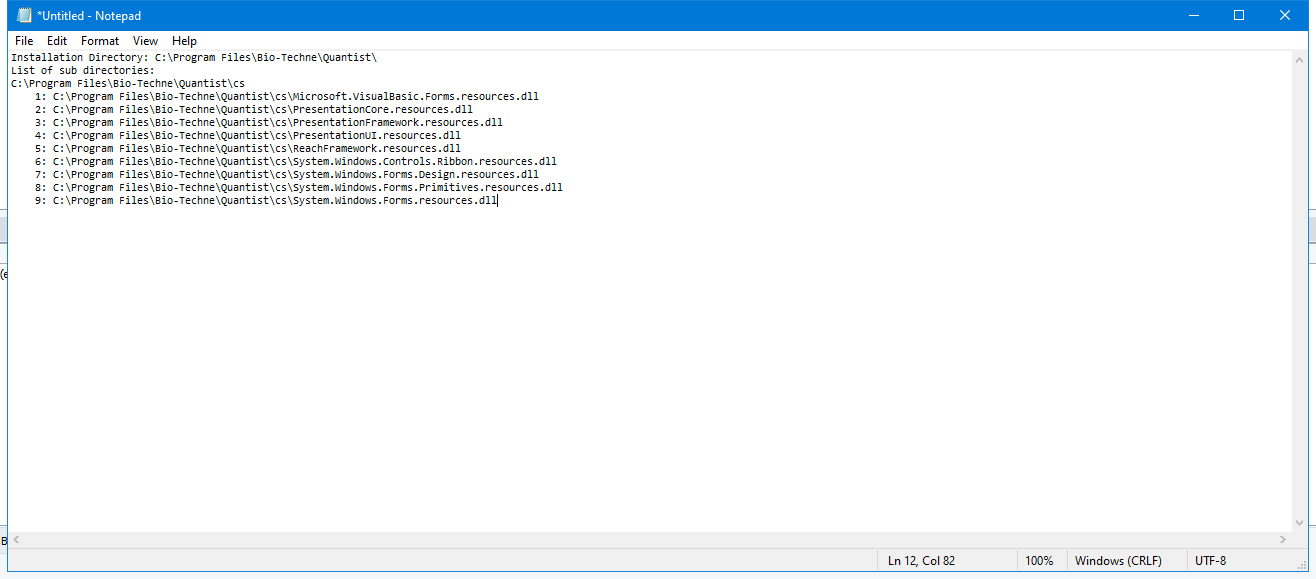 *Untitled - Notepad
File Edit Format View Help
Installation Directory: C:\Program Files\Bio-Techne\Quantist\
List of sub directories:
C:\Program Files\Bio-Techne\Quantist\cs
    1: C:\Program Files\Bio-Techne\Quantist\cs\Microsoft.VisualBasic.Forms.resources.dll
    2: C:\Program Files\Bio-Techne\Quantist\cs\PresentationCore.resources.dll
    3: C:\Program Files\Bio-Techne\Quantist\cs\PresentationFramework.resources.dll
    4: C:\Program Files\Bio-Techne\Quantist\cs\PresentationUI.resources.dll
    5: C:\Program Files\Bio-Techne\Quantist\cs\ReachFramework.resources.dll
    6: C:\Program Files\Bio-Techne\Quantist\cs\System.Windows.Controls.Ribbon.resources.dll
    7: C:\Program Files\Bio-Techne\Quantist\cs\System.Windows.Forms.Design.resources.dll
    8: C:\Program Files\Bio-Techne\Quantist\cs\System.Windows.Forms.Primitives.resources.dll
    9: C:\Program Files\Bio-Techne\Quantist\cs\System.Windows.Forms.resources.dll
Ln 12, Col 82 100% Windows (CRLF) UTF-8